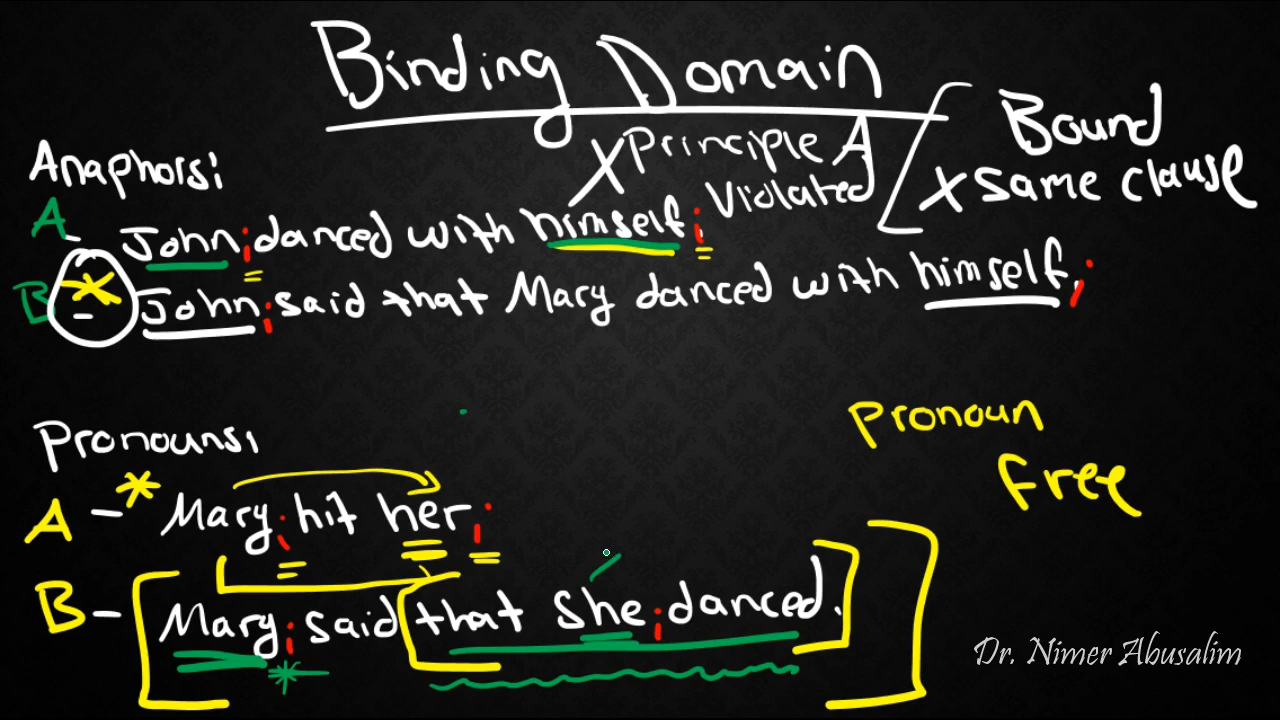 Binding Domain
Bound
x Same clause
x Principle A
Violated
Anaphors:
A - John i danced with himself i.
B * - John i said that Mary danced with himself i.
Pronoun
Free
Pronouns:
A - * Mary i hit her i
B - [Mary i said [that she i danced.]]
*
Dr. Nimer Abusalim